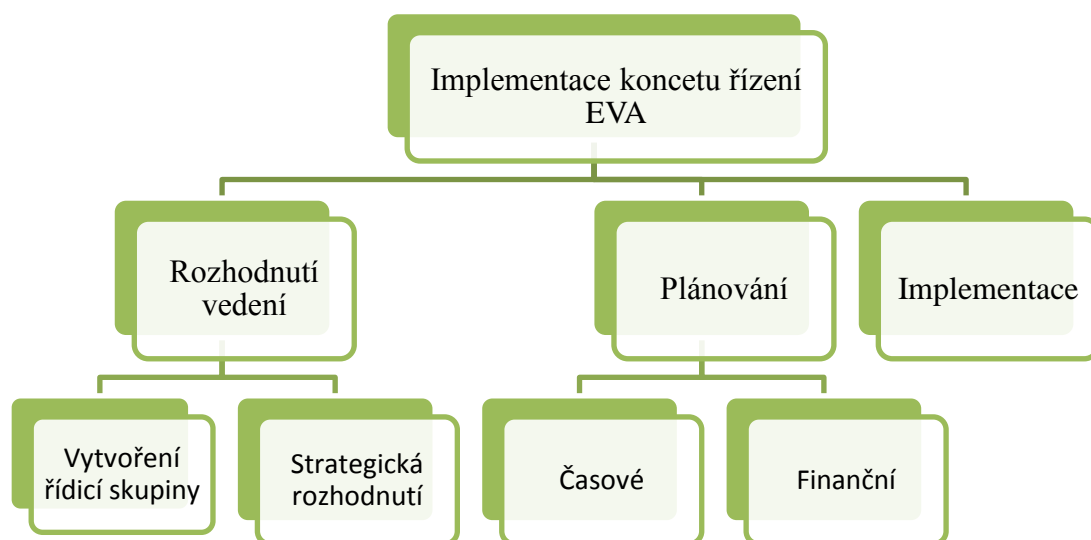 Implementace koncetu řízení
EVA
Rozhodnutí
vedení
Plánování
Implementace
Vytvoření
řídicí skupiny
Strategická
rozhodnutí
Časové
Finanční